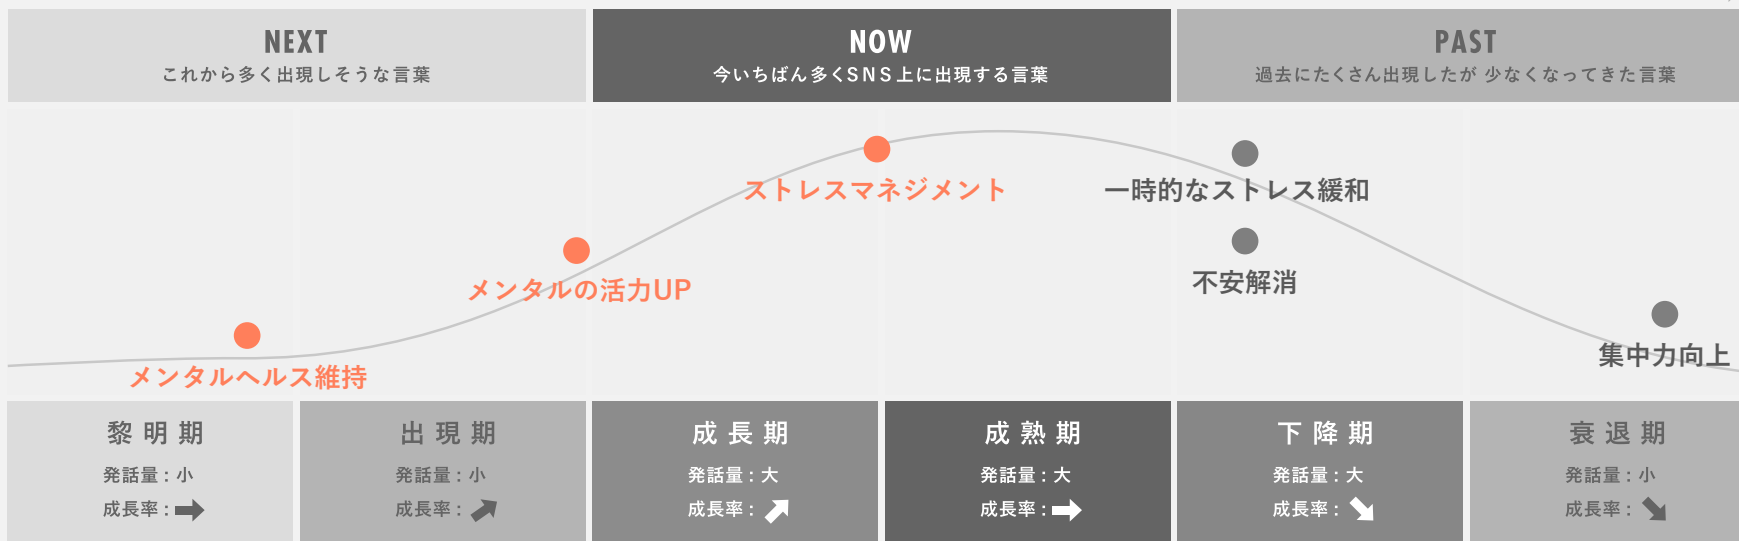 NEXT
これから多く出現しそうな言葉
NOW
今いちばん多くSNS上に出現する言葉
PAST
過去にたくさん出現したが 少なくなってきた言葉
ストレスマネジメント
一時的なストレス緩和
メンタルの活力UP
不安解消
メンタルヘルス維持
集中力向上
黎明期
発話量：小
成長率：
出現期
発話量：小
成長率：
成長期
発話量：大
成長率：
成熟期
発話量：大
成長率：
下降期
発話量：大
成長率：
衰退期
発話量：小
成長率：